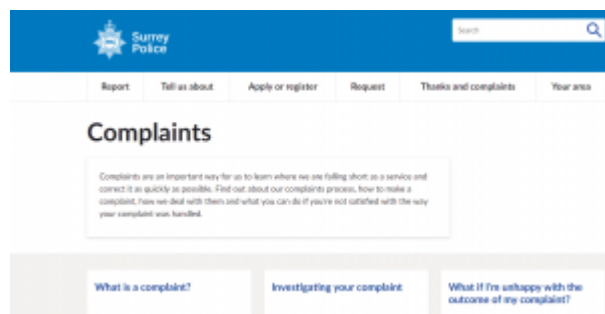 Surrey
Police
Search
Report Tell us about Apply or register Request Thanks and complaints Your area
Complaints
Complaints are an important way for us to learn where we are falling short as a service and
correct it as quickly as possible. Find out about our complaints process, how to make a
complaint, how we deal with them and what you can do if you're not satisfied with the way
your complaint was handled.
What is a complaint? Investigating your complaint What if I'm unhappy with the
outcome of my complaint?